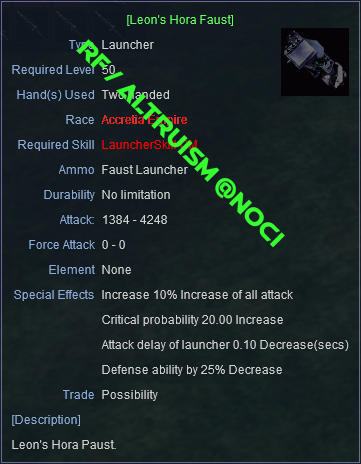 [Leon's Hora Faust]
Type Launcher
Required Level 50
Hand(s) Used Two Handed
Race Accretia Empire
Required Skill
Ammo Faust Launcher
Durability No limitation
Attack: 1384 - 4248
Force Attack 0 - 0
Element None
Special Effects Increase 10% Increase of all attack
Critical probability 20.00 Increase
Attack delay of launcher 0.10 Decrease(secs)
Defense ability by 25% Decrease
Trade Possibility
[Description]
Leon's Hora Paust.
RF / ALTRUISM @NOCI